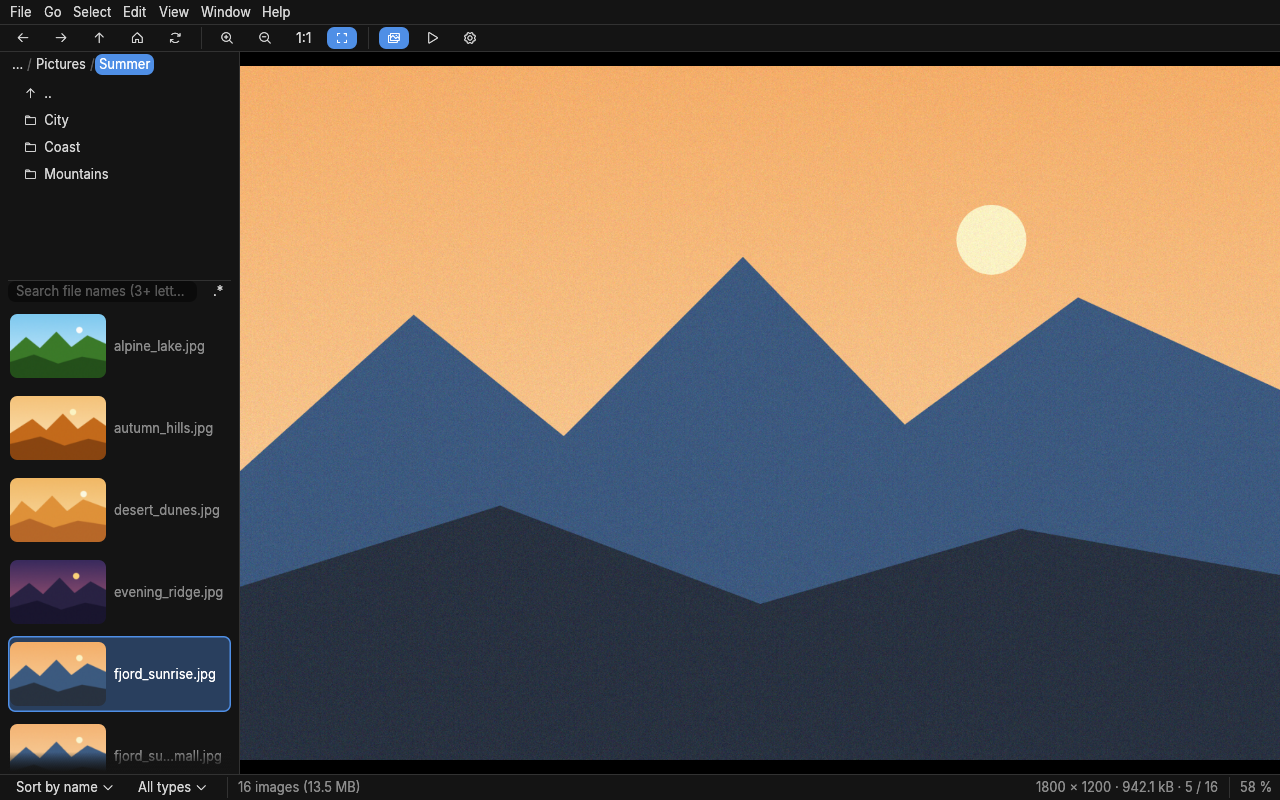 File Go Select Edit View Window Help
1:1
... / Pictures / Summer
..
City
Coast
Mountains
Search file names (3+ lett... .*
alpine_lake.jpg
autumn_hills.jpg
desert_dunes.jpg
evening_ridge.jpg
fjord_sunrise.jpg
fjord_su...mall.jpg
Sort by name All types 16 images (13.5 MB) 1800 × 1200 · 942.1 kB · 5 / 16 58 %